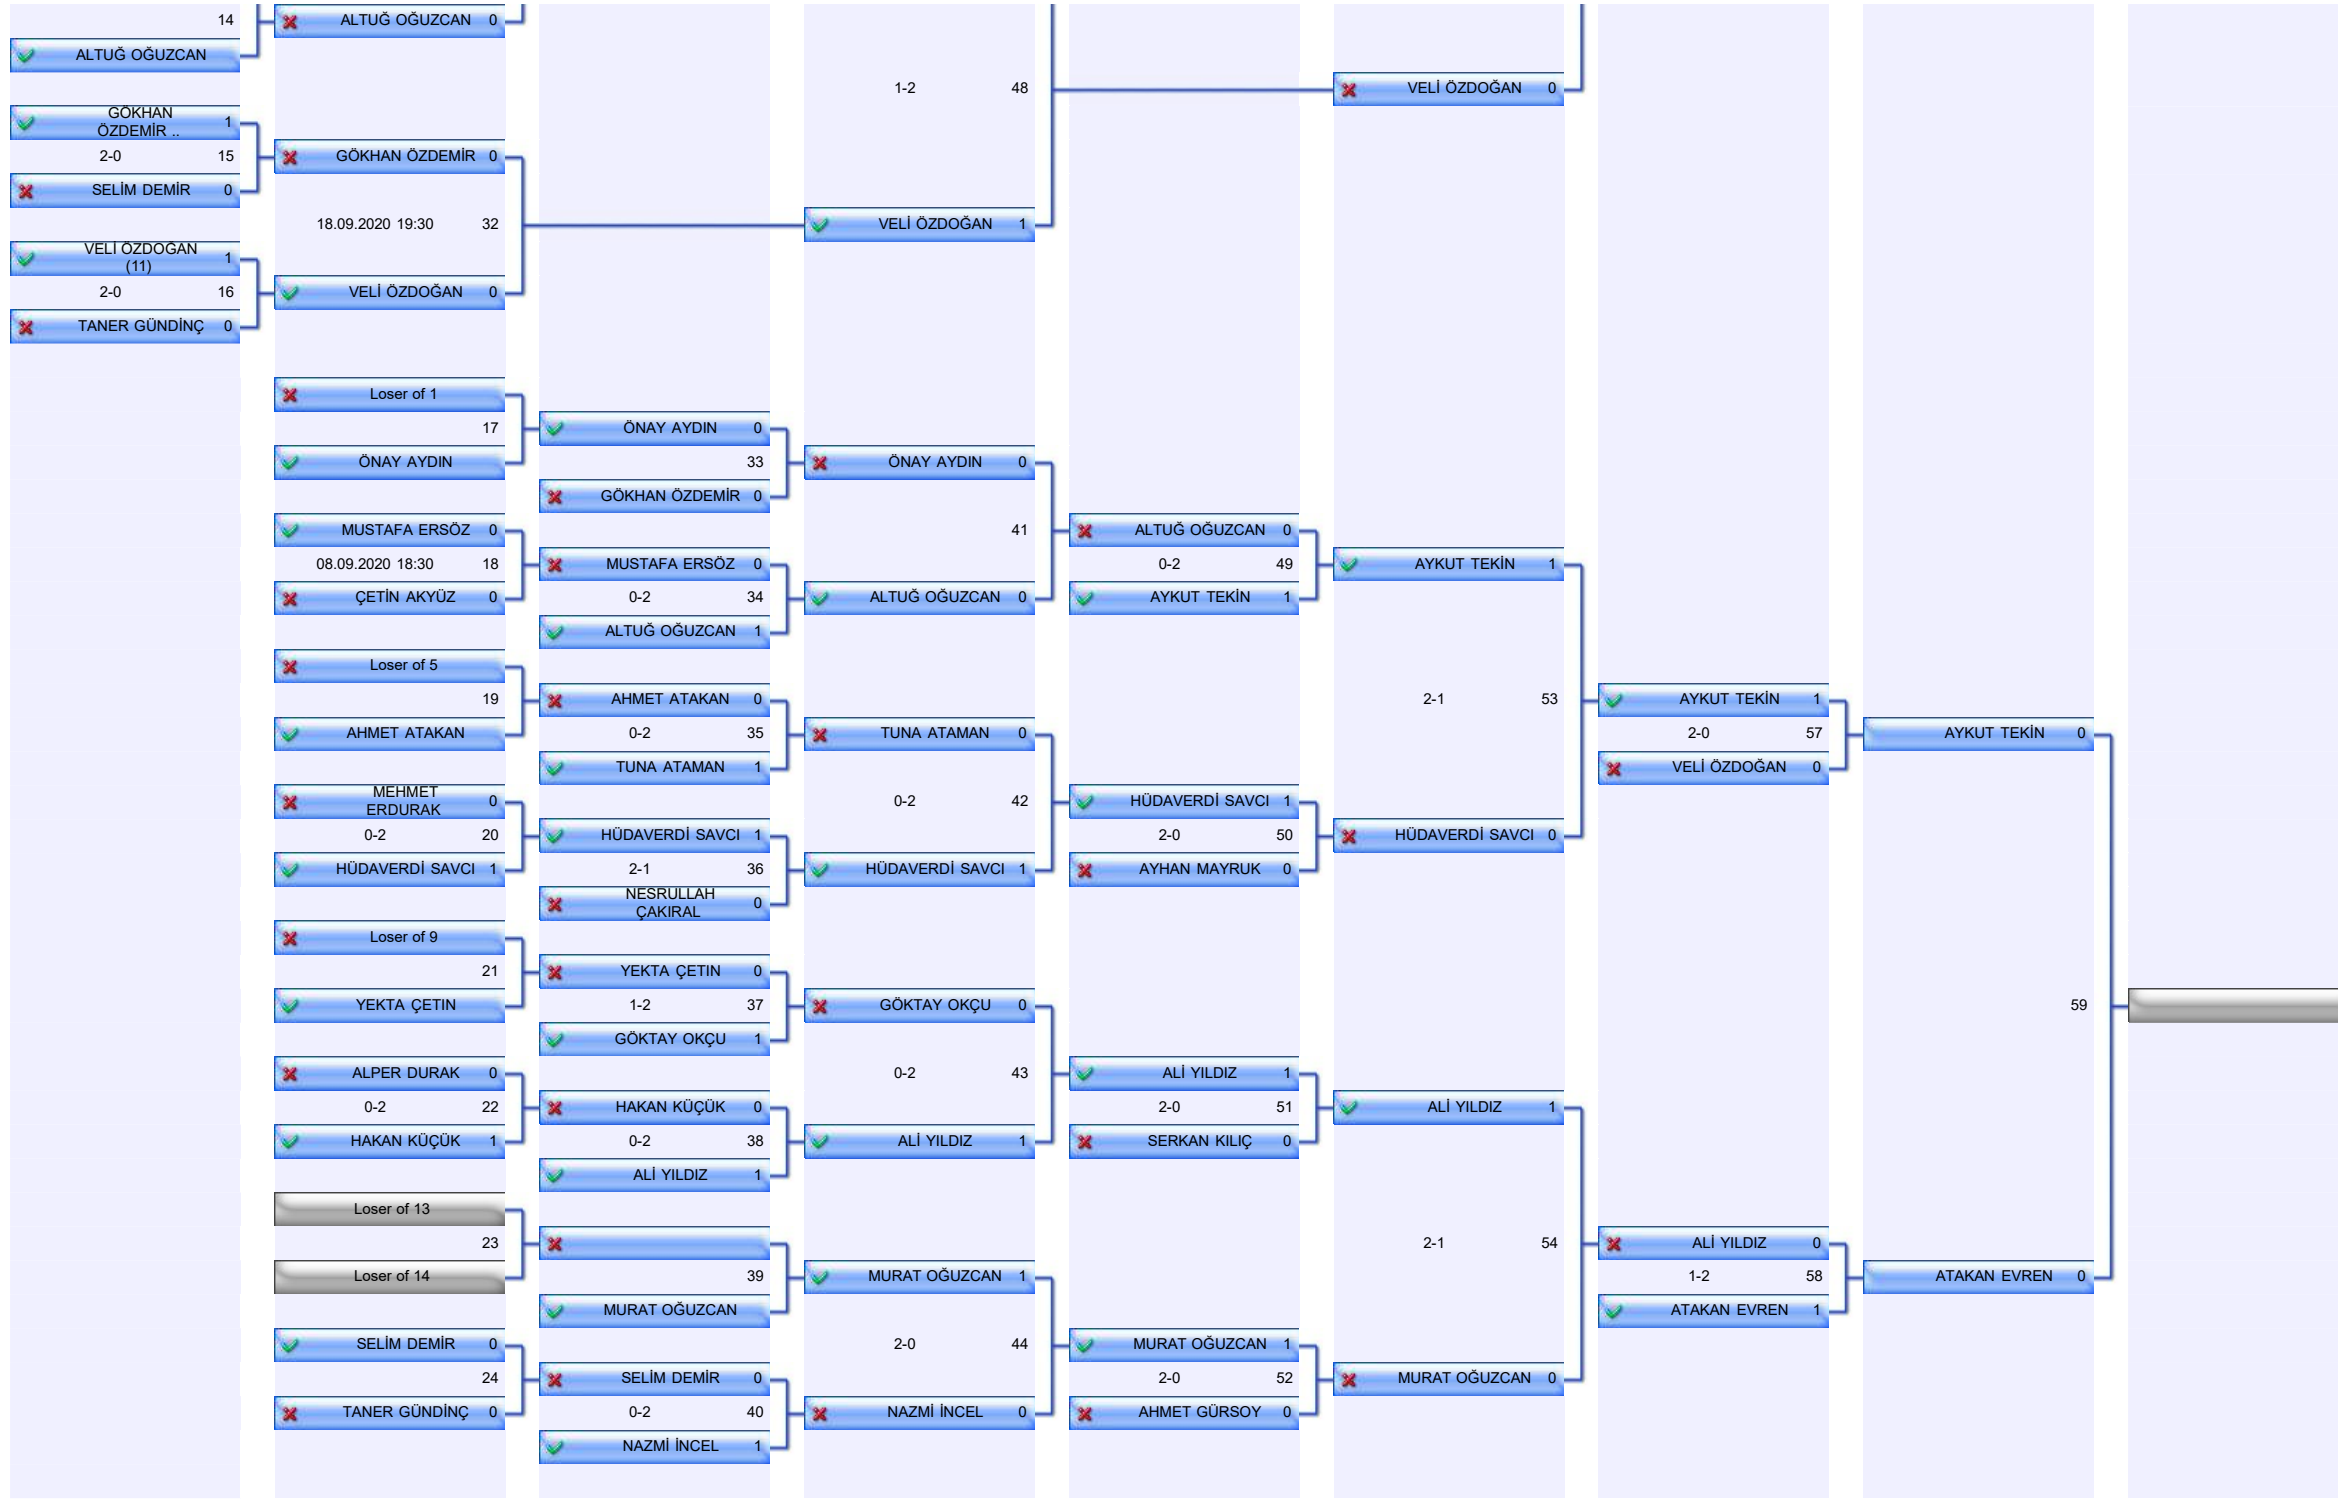 14
ALTUĞ OĞUZCAN 0
ALTUĞ OĞUZCAN
1-2 48
VELİ ÖZDOĞAN 0
GÖKHAN
ÖZDEMİR .. 1
2-0 15
GÖKHAN ÖZDEMİR 0
SELİM DEMİR 0
18.09.2020 19:30 32
VELİ ÖZDOĞAN 1
VELİ ÖZDOĞAN
(11) 1
2-0 16
VELİ ÖZDOĞAN 0
TANER GÜNDİNÇ 0
Loser of 1
17
ÖNAY AYDIN
ÖNAY AYDIN 0
33
GÖKHAN ÖZDEMİR 0
ÖNAY AYDIN 0
41
MUSTAFA ERSÖZ 0
08.09.2020 18:30 18
ÇETİN AKYÜZ 0
MUSTAFA ERSÖZ 0
0-2 34
ALTUĞ OĞUZCAN 1
ALTUĞ OĞUZCAN 0
ALTUĞ OĞUZCAN 0
0-2 49
AYKUT TEKİN 1
AYKUT TEKİN 1
Loser of 5
19
AHMET ATAKAN
AHMET ATAKAN 0
0-2 35
TUNA ATAMAN 1
TUNA ATAMAN 0
0-2 42
2-1 53
AYKUT TEKİN 1
2-0 57
VELİ ÖZDOĞAN 0
AYKUT TEKİN 0
MEHMET
ERDURAK 0
0-2 20
HÜDAVERDİ SAVCI 1
HÜDAVERDİ SAVCI 1
2-1 36
NESRULLAH
ÇAKIRAL 0
HÜDAVERDİ SAVCI 1
HÜDAVERDİ SAVCI 1
2-0 50
AYHAN MAYRUK 0
HÜDAVERDİ SAVCI 0
Loser of 9
21
YEKTA ÇETIN
YEKTA ÇETIN 0
1-2 37
GÖKTAY OKÇU 1
GÖKTAY OKÇU 0
0-2 43
59
ALPER DURAK 0
0-2 22
HAKAN KÜÇÜK 1
HAKAN KÜÇÜK 0
0-2 38
ALİ YILDIZ 1
ALİ YILDIZ 1
ALİ YILDIZ 1
2-0 51
SERKAN KILIÇ 0
ALİ YILDIZ 1
Loser of 13
23
Loser of 14
39
MURAT OĞUZCAN
MURAT OĞUZCAN 1
2-0 44
2-1 54
ALİ YILDIZ 0
1-2 58
ATAKAN EVREN 1
ATAKAN EVREN 0
SELİM DEMİR 0
24
TANER GÜNDİNÇ 0
SELİM DEMİR 0
0-2 40
NAZMİ İNCEL 1
NAZMİ İNCEL 0
MURAT OĞUZCAN 1
2-0 52
AHMET GÜRSOY 0
MURAT OĞUZCAN 0